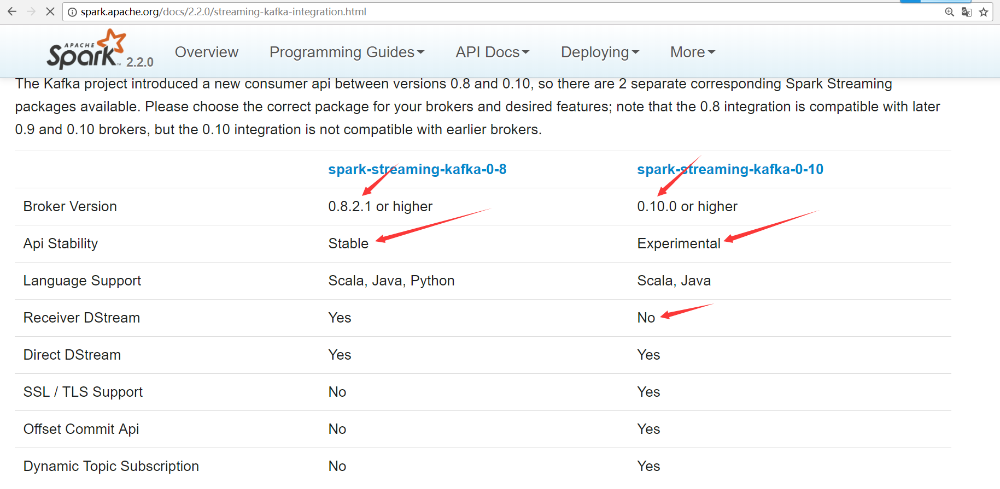 spark.apache.org/docs/2.2.0/streaming-kafka-integration.html
APACHE Spark™ 2.2.0 Overview Programming Guides API Docs Deploying More
The Kafka project introduced a new consumer api between versions 0.8 and 0.10, so there are 2 separate corresponding Spark Streaming
packages available. Please choose the correct package for your brokers and desired features; note that the 0.8 integration is compatible with later
0.9 and 0.10 brokers, but the 0.10 integration is not compatible with earlier brokers.
spark-streaming-kafka-0-8 spark-streaming-kafka-0-10
Broker Version 0.8.2.1 or higher 0.10.0 or higher
Api Stability Stable Experimental
Language Support Scala, Java, Python Scala, Java
Receiver DStream Yes No
Direct DStream Yes Yes
SSL / TLS Support No Yes
Offset Commit Api No Yes
Dynamic Topic Subscription No Yes